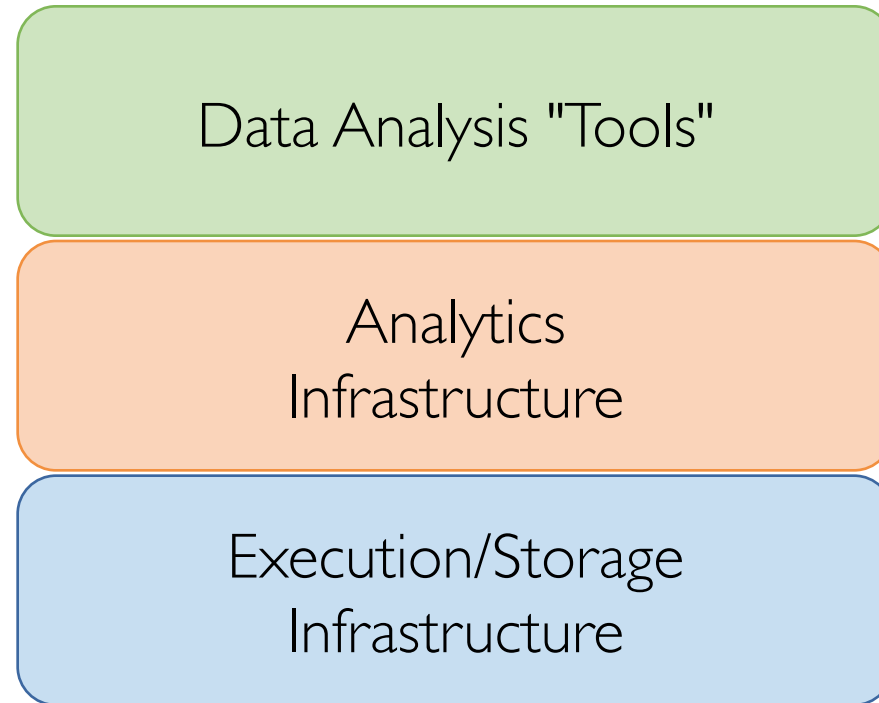 Data Analysis "Tools"
Analytics
Infrastructure
Execution/Storage
Infrastructure